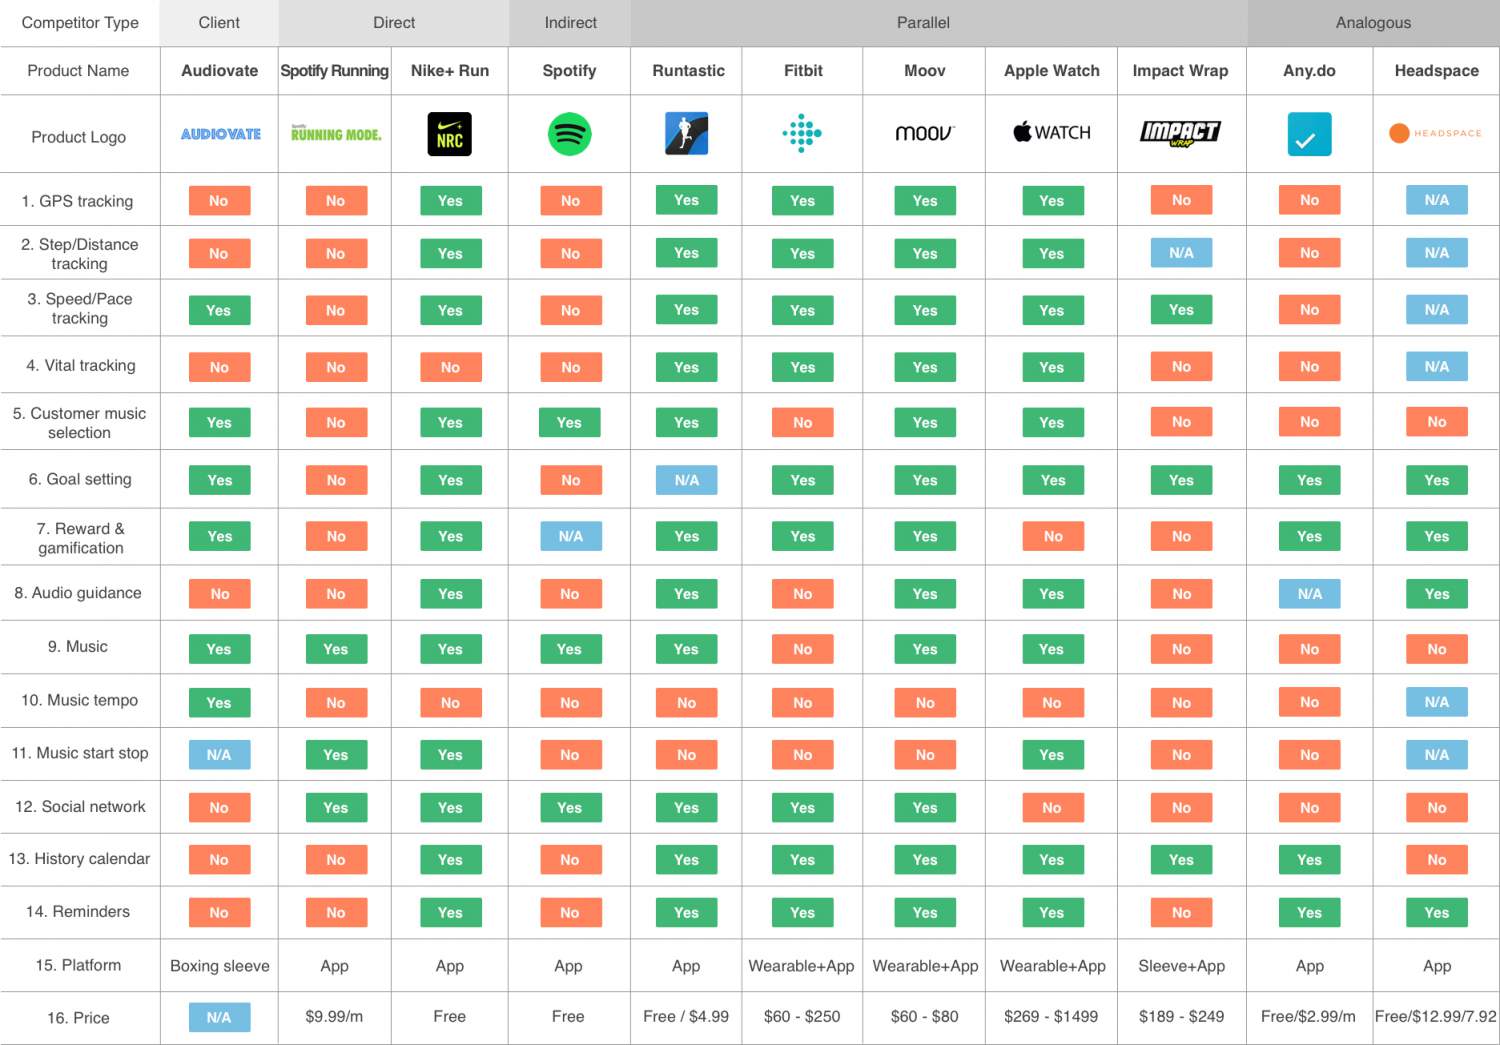 Competitor Type Client Direct Indirect Parallel Analogous
Product Name Audiovate Spotify Running Nike+ Run Spotify Runtastic Fitbit Moov Apple Watch Impact Wrap Any.do Headspace
Product Logo AUDIOVATE Spotify RUNNING MODE. NRC MOOV WATCH IMPACT WRAP HEADSPACE
1. GPS tracking No No Yes No Yes Yes Yes Yes No No N/A
2. Step/Distance
tracking No No Yes No Yes Yes Yes Yes N/A No N/A
3. Speed/Pace
tracking Yes No Yes No Yes Yes Yes Yes Yes No N/A
4. Vital tracking No No No No Yes Yes Yes Yes No No N/A
5. Customer music
selection Yes No Yes Yes Yes No Yes Yes No No No
6. Goal setting Yes No Yes No N/A Yes Yes Yes Yes Yes Yes
7. Reward &
gamification Yes No Yes N/A Yes Yes Yes No No Yes Yes
8. Audio guidance No No Yes No Yes No Yes Yes No N/A Yes
9. Music Yes Yes Yes Yes Yes No Yes Yes No No No
10. Music tempo Yes No No No No No No No No No N/A
11. Music start stop N/A Yes Yes No No No No Yes No No N/A
12. Social network No Yes Yes Yes Yes Yes Yes No No No No
13. History calendar No No Yes No Yes Yes Yes Yes Yes Yes No
14. Reminders No No Yes No Yes Yes Yes Yes No Yes Yes
15. Platform Boxing sleeve App App App App Wearable+App Wearable+App Wearable+App Sleeve+App App App
16. Price N/A $9.99/m Free Free Free / $4.99 $60 - $250 $60 - $80 $269 - $1499 $189 - $249 Free/$2.99/m Free/$12.99/7.92